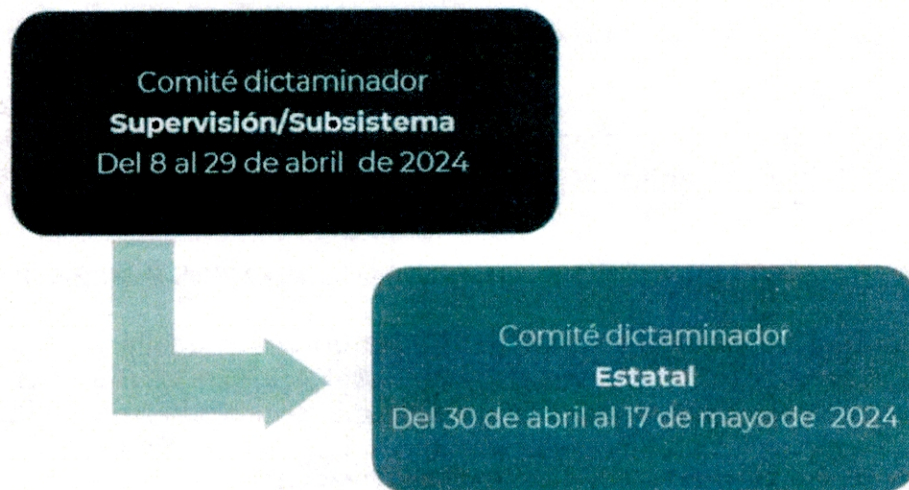 Comité dictaminador
Supervisión/Subsistema
Del 8 al 29 de abril de 2024
Comité dictaminador
Estatal
Del 30 de abril al 17 de mayo de 2024